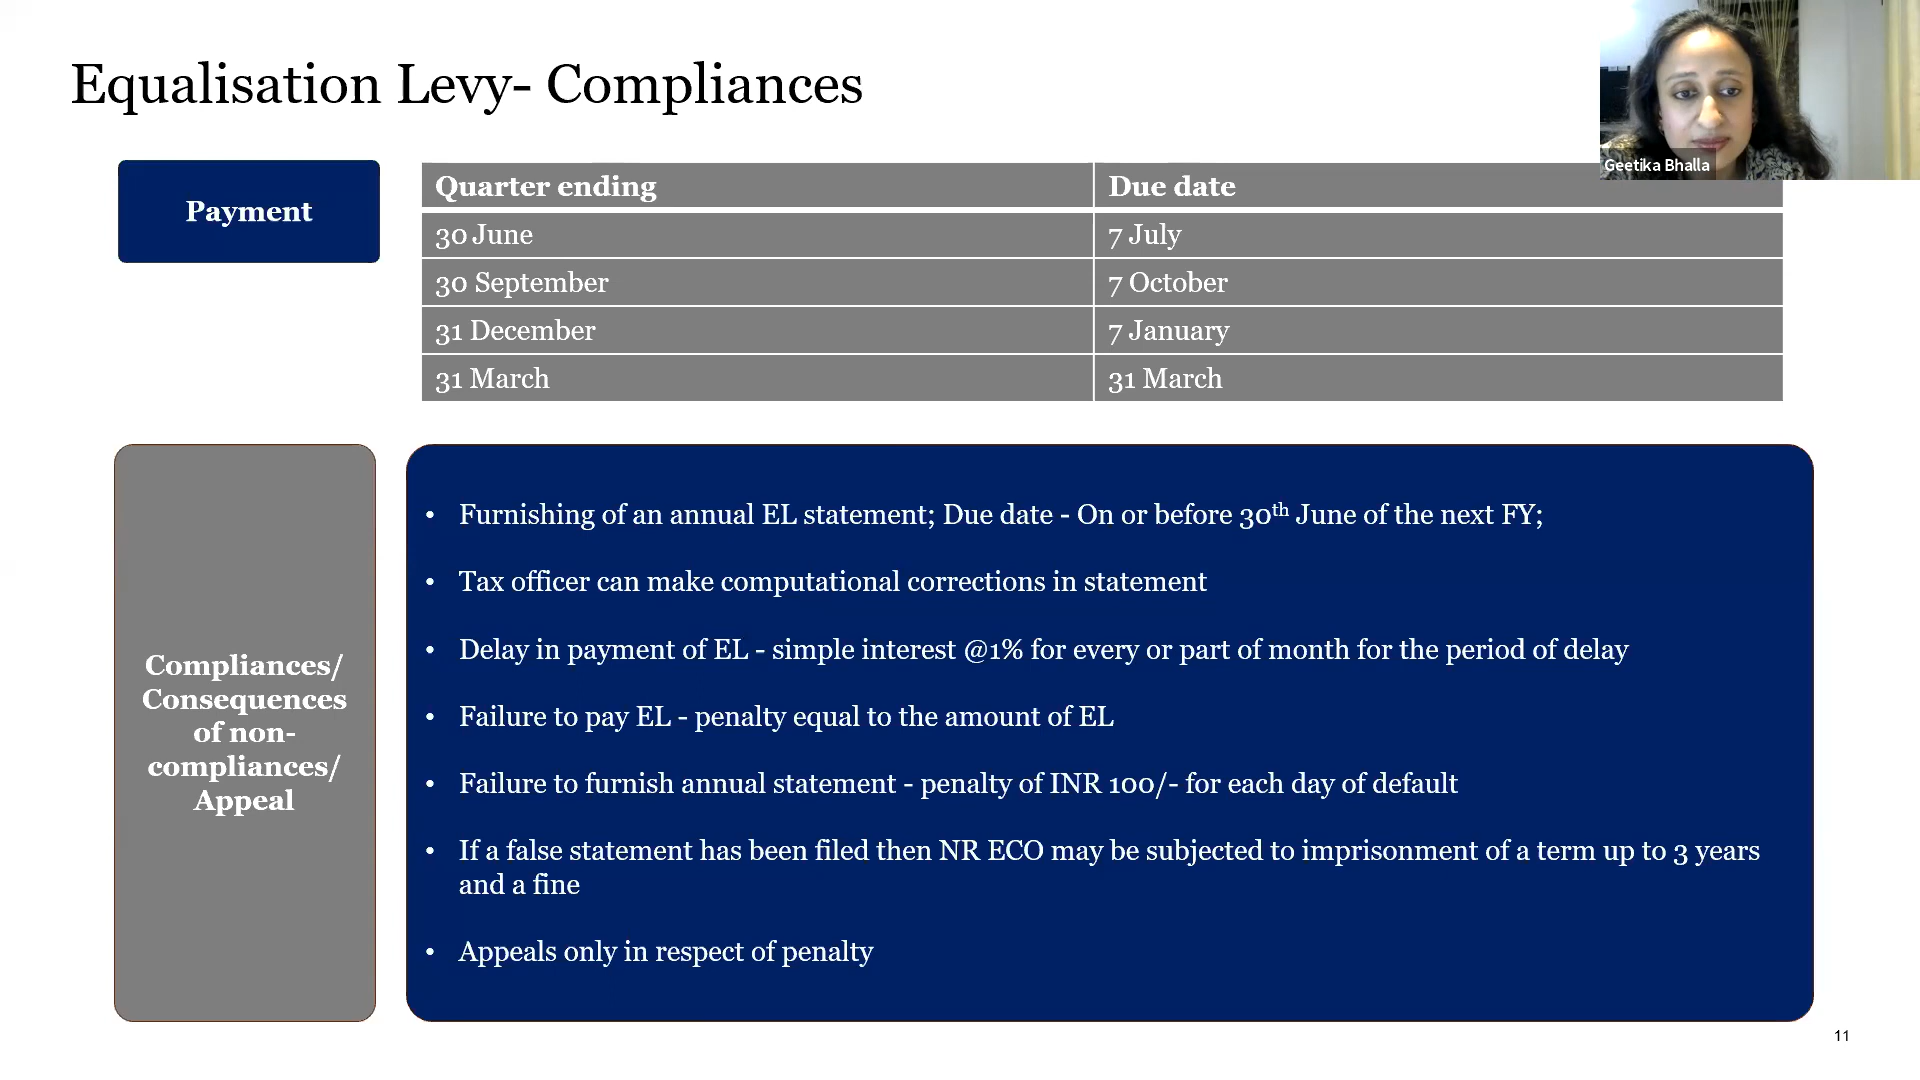 Equalisation Levy- Compliances
Geetika Bhalla
Payment
Quarter ending Due date
30 June 7 July
30 September 7 October
31 December 7 January
31 March 31 March
Compliances/
Consequences
of non-
compliances/
Appeal
• Furnishing of an annual EL statement; Due date - On or before 30th June of the next FY;
• Tax officer can make computational corrections in statement
• Delay in payment of EL - simple interest @1% for every or part of month for the period of delay
• Failure to pay EL - penalty equal to the amount of EL
• Failure to furnish annual statement - penalty of INR 100/- for each day of default
• If a false statement has been filed then NR ECO may be subjected to imprisonment of a term up to 3 years
and a fine
• Appeals only in respect of penalty
11